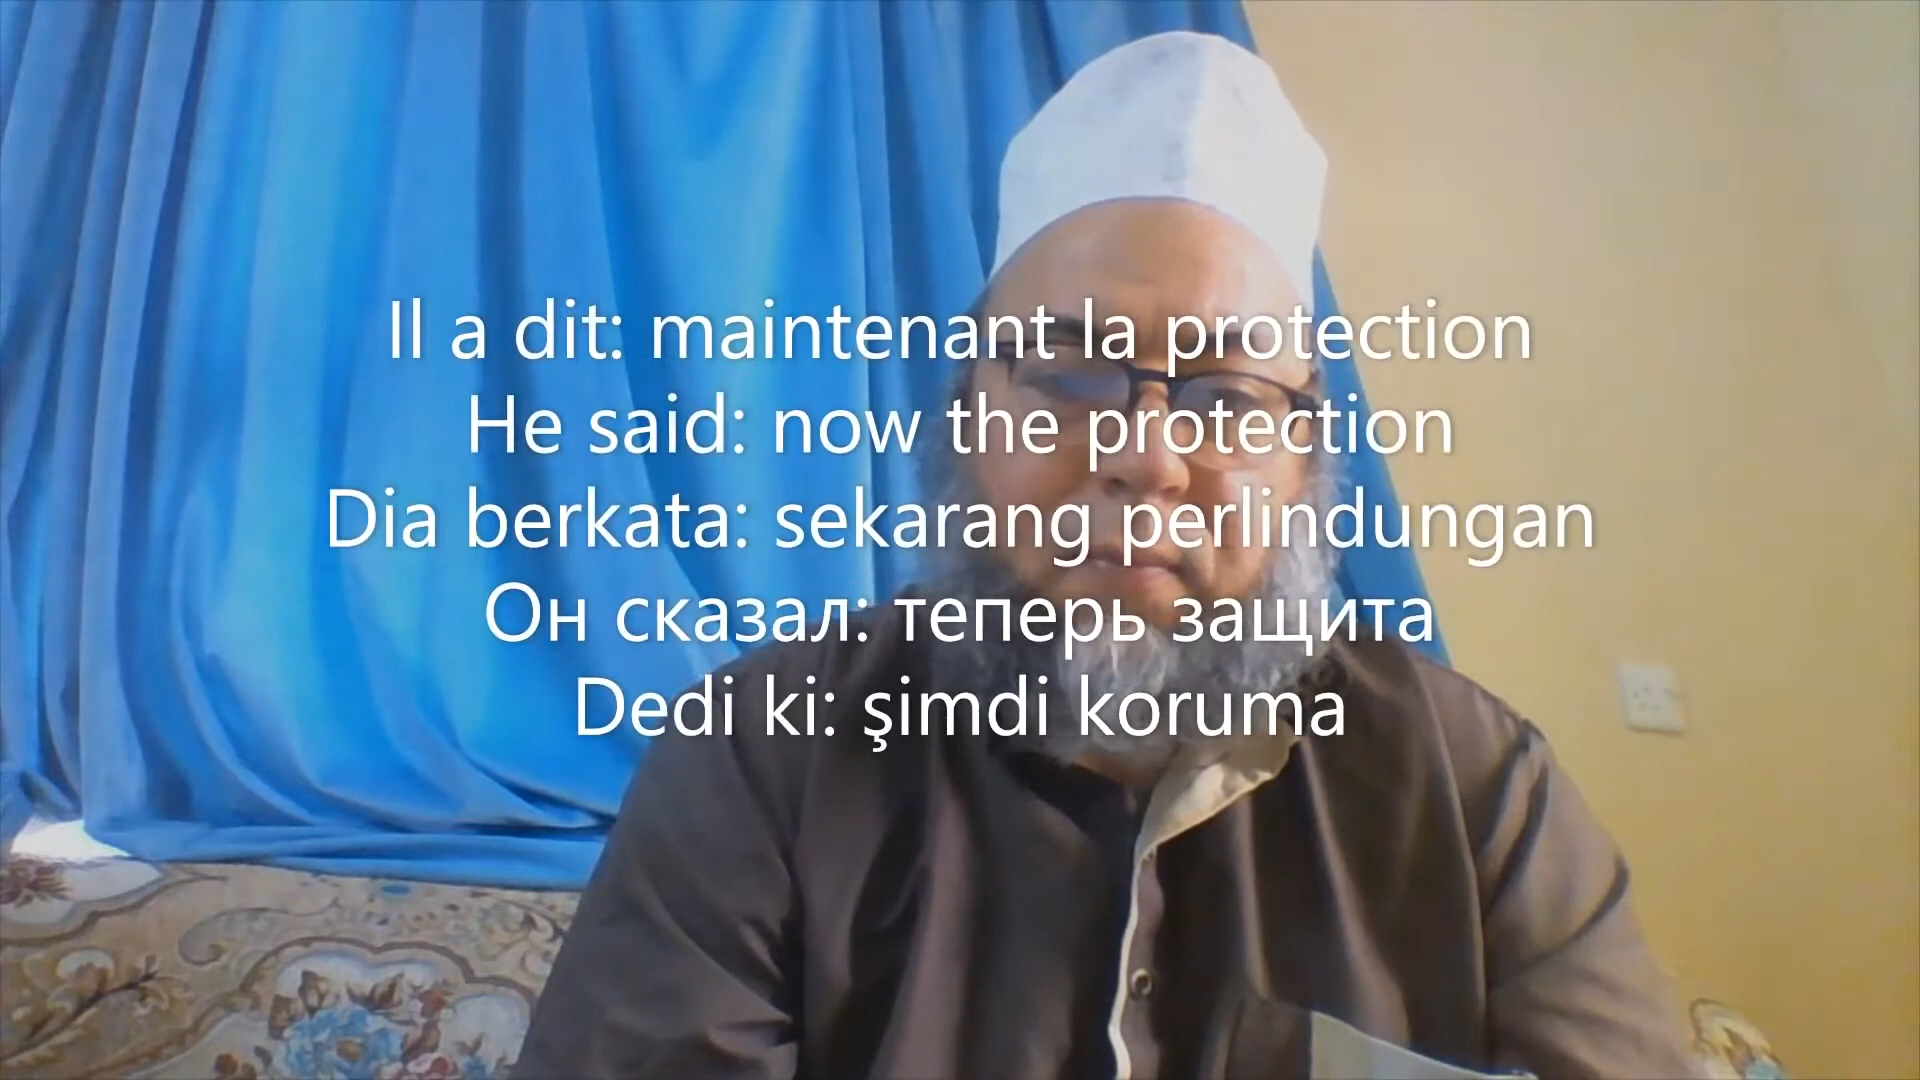 Il a dit: maintenant la protection
He said: now the protection
Dia berkata: sekarang perlindungan
Он сказал: теперь защита
Dedi ki: şimdi koruma